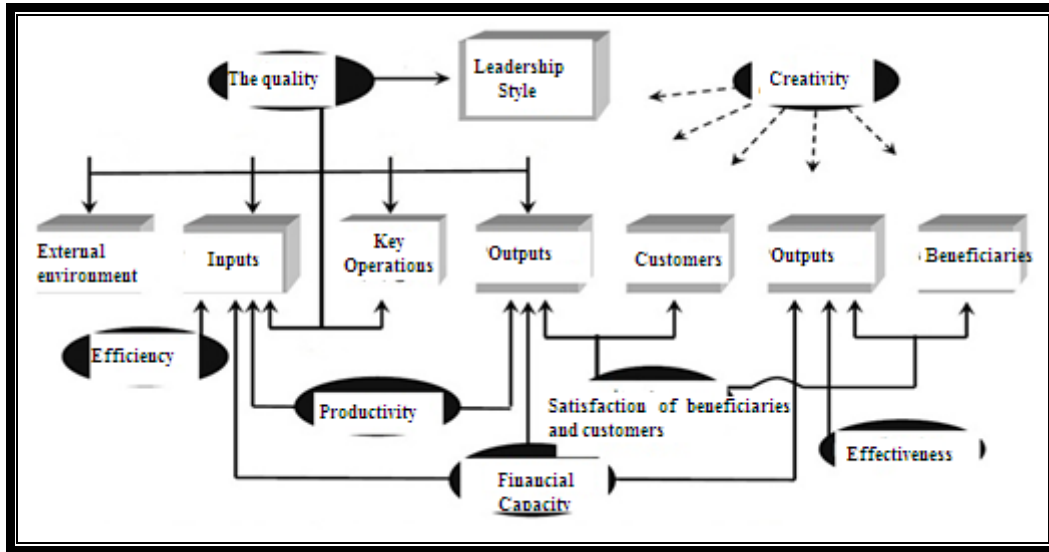 The quality
Leadership
Style
Creativity
External
environment
Inputs
Key
Operations
Outputs
Customers
Outputs
Beneficiaries
Efficiency
Productivity
Satisfaction of beneficiaries
and customers
Effectiveness
Financial
Capacity